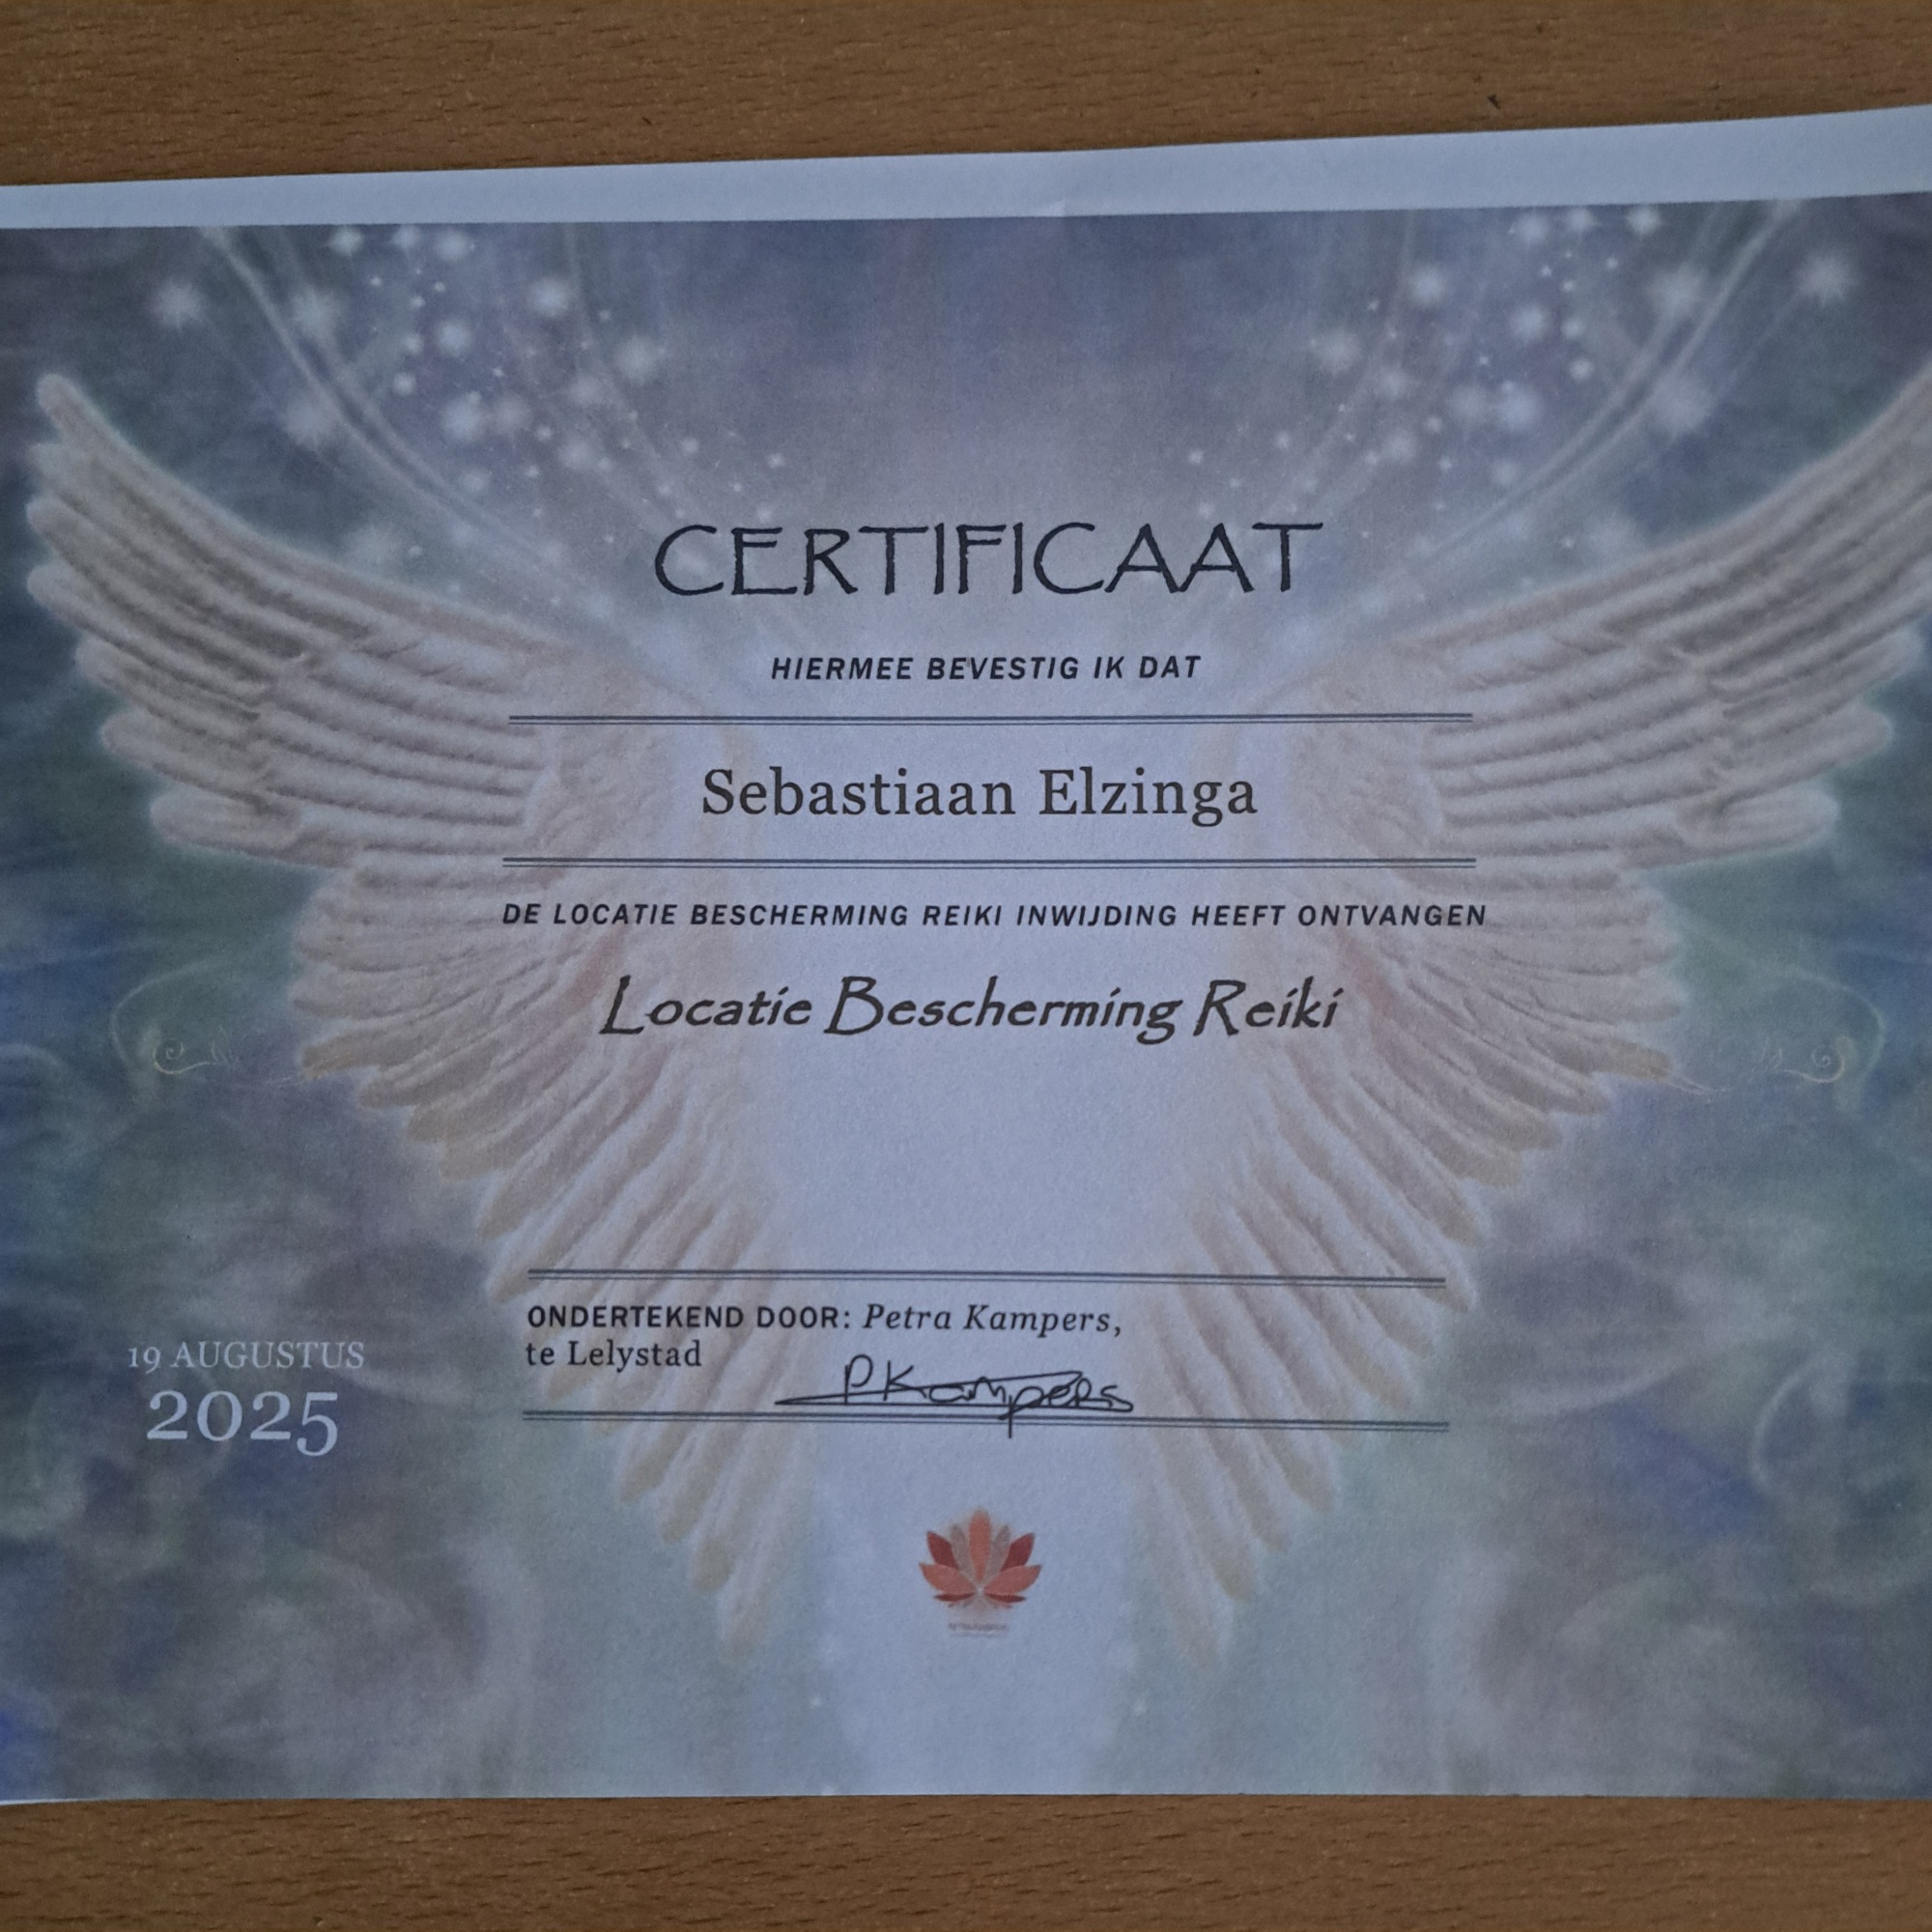 CERTIFICAAT
HIERMEE BEVESTIG IK DAT
Sebastiaan Elzinga
DE LOCATIE BESCHERMING REIKI INWIJDING HEEFT ONTVANGEN
Locatie Bescherming Reiki
ONDERTEKEND DOOR: Petra Kampers,
te Lelystad
PKampers
19 AUGUSTUS
2025